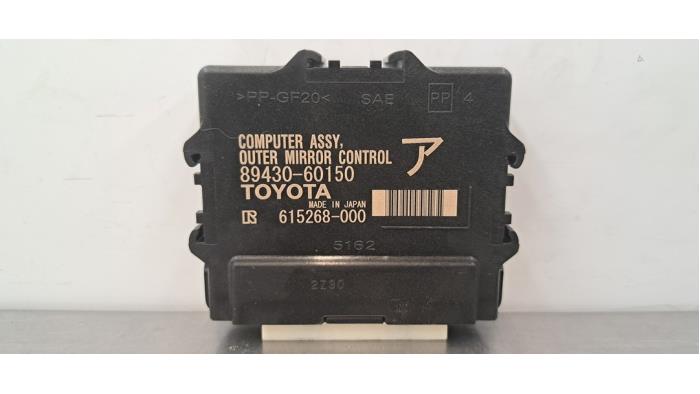 >PP-GF20< SAE PP 4
COMPUTER ASSY,
OUTER MIRROR CONTROL
ア
89430-60150
TOYOTA
MADE IN JAPAN
615268-000
5162
2Z90